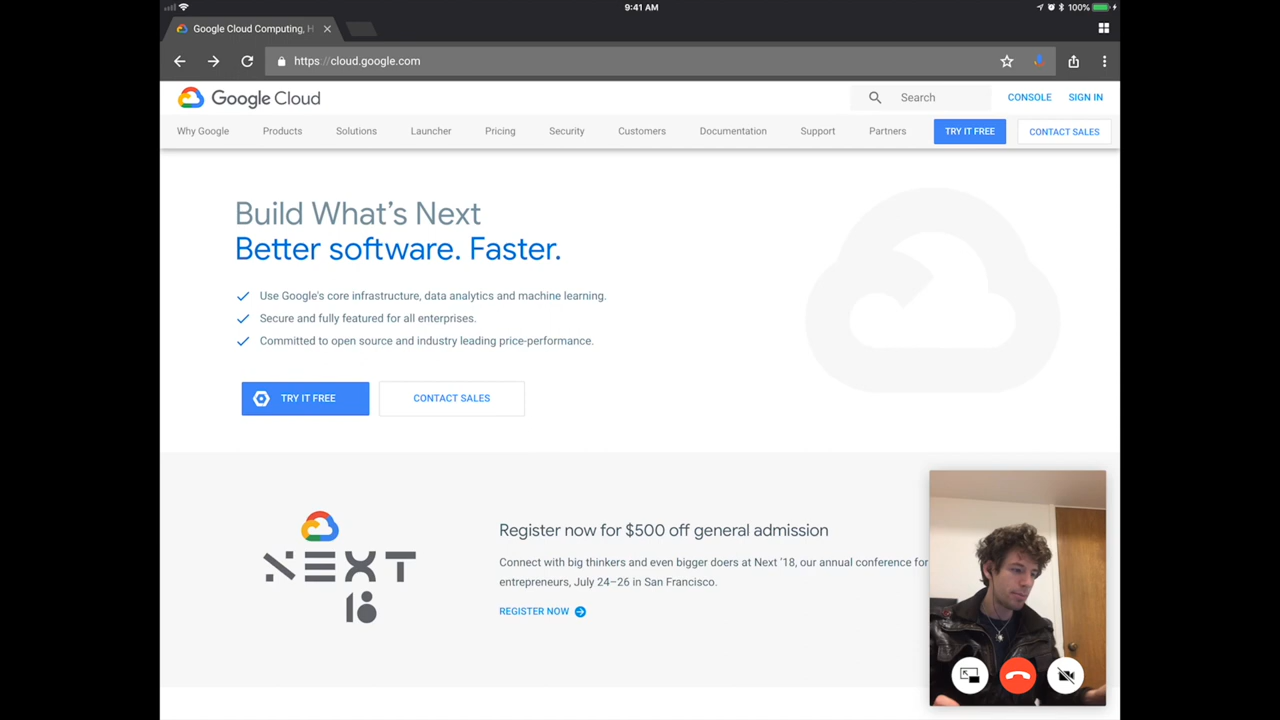 9:41 AM
100%
Google Cloud Computing, H
https://cloud.google.com
Google Cloud
Search
CONSOLE
SIGN IN
Why Google
Products
Solutions
Launcher
Pricing
Security
Customers
Documentation
Support
Partners
TRY IT FREE
CONTACT SALES
Build What's Next
Better software. Faster.
Use Google's core infrastructure, data analytics and machine learning.
Secure and fully featured for all enterprises.
Committed to open source and industry leading price-performance.
TRY IT FREE
CONTACT SALES
NEXT
18
Register now for $500 off general admission
Connect with big thinkers and even bigger doers at Next '18, our annual conference for
entrepreneurs, July 24–26 in San Francisco.
REGISTER NOW